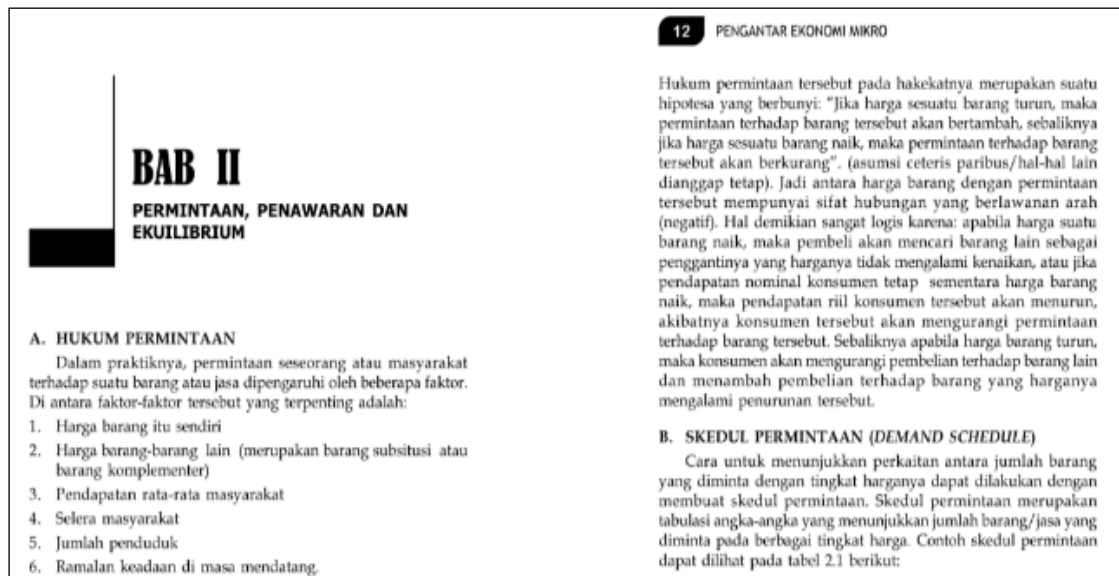 BAB II
PERMINTAAN, PENAWARAN DAN
EKUILIBRIUM
A. HUKUM PERMINTAAN
Dalam praktiknya, permintaan seseorang atau masyarakat
terhadap suatu barang atau jasa dipengaruhi oleh beberapa faktor.
Di antara faktor-faktor tersebut yang terpenting adalah:
1. Harga barang itu sendiri
2. Harga barang-barang lain (merupakan barang subsitusi atau
barang komplementer)
3. Pendapatan rata-rata masyarakat
4. Selera masyarakat
5. Jumlah penduduk
6. Ramalan keadaan di masa mendatang.
12 PENGANTAR EKONOMI MIKRO
Hukum permintaan tersebut pada hakekatnya merupakan suatu
hipotesa yang berbunyi: "Jika harga sesuatu barang turun, maka
permintaan terhadap barang tersebut akan bertambah, sebaliknya
jika harga sesuatu barang naik, maka permintaan terhadap barang
tersebut akan berkurang". (asumsi ceteris paribus/hal-hal lain
dianggap tetap). Jadi antara harga barang dengan permintaan
tersebut mempunyai sifat hubungan yang berlawanan arah
(negatif). Hal demikian sangat logis karena: apabila harga suatu
barang naik, maka pembeli akan mencari barang lain sebagai
penggantinya yang harganya tidak mengalami kenaikan, atau jika
pendapatan nominal konsumen tetap sementara harga barang
naik, maka pendapatan riil konsumen tersebut akan menurun,
akibatnya konsumen tersebut akan mengurangi permintaan
terhadap barang tersebut. Sebaliknya apabila harga barang turun,
maka konsumen akan mengurangi pembelian terhadap barang lain
dan menambah pembelian terhadap barang yang harganya
mengalami penurunan tersebut.
B. SKEDUL PERMINTAAN (DEMAND SCHEDULE)
Cara untuk menunjukkan perkaitan antara jumlah barang
yang diminta dengan tingkat harganya dapat dilakukan dengan
membuat skedul permintaan. Skedul permintaan merupakan
tabulasi angka-angka yang menunjukkan jumlah barang/jasa yang
diminta pada berbagai tingkat harga. Contoh skedul permintaan
dapat dilihat pada tabel 2.1 berikut: